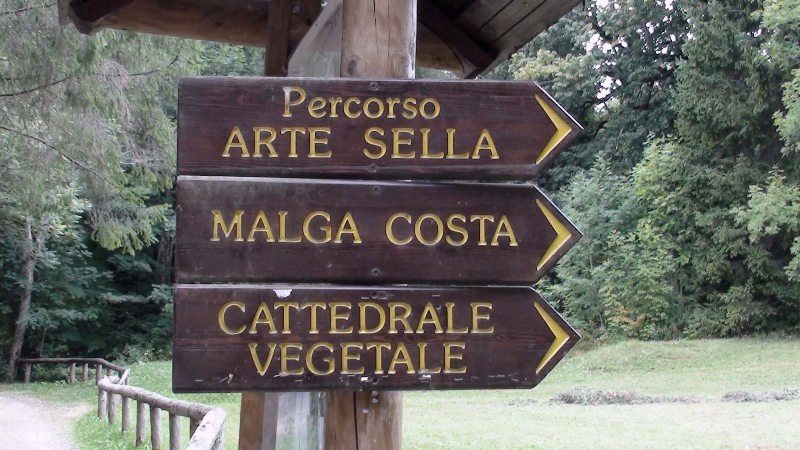 Percorso
ARTE SELLA
MALGA COSTA
CATTEDRALE
VEGETALE